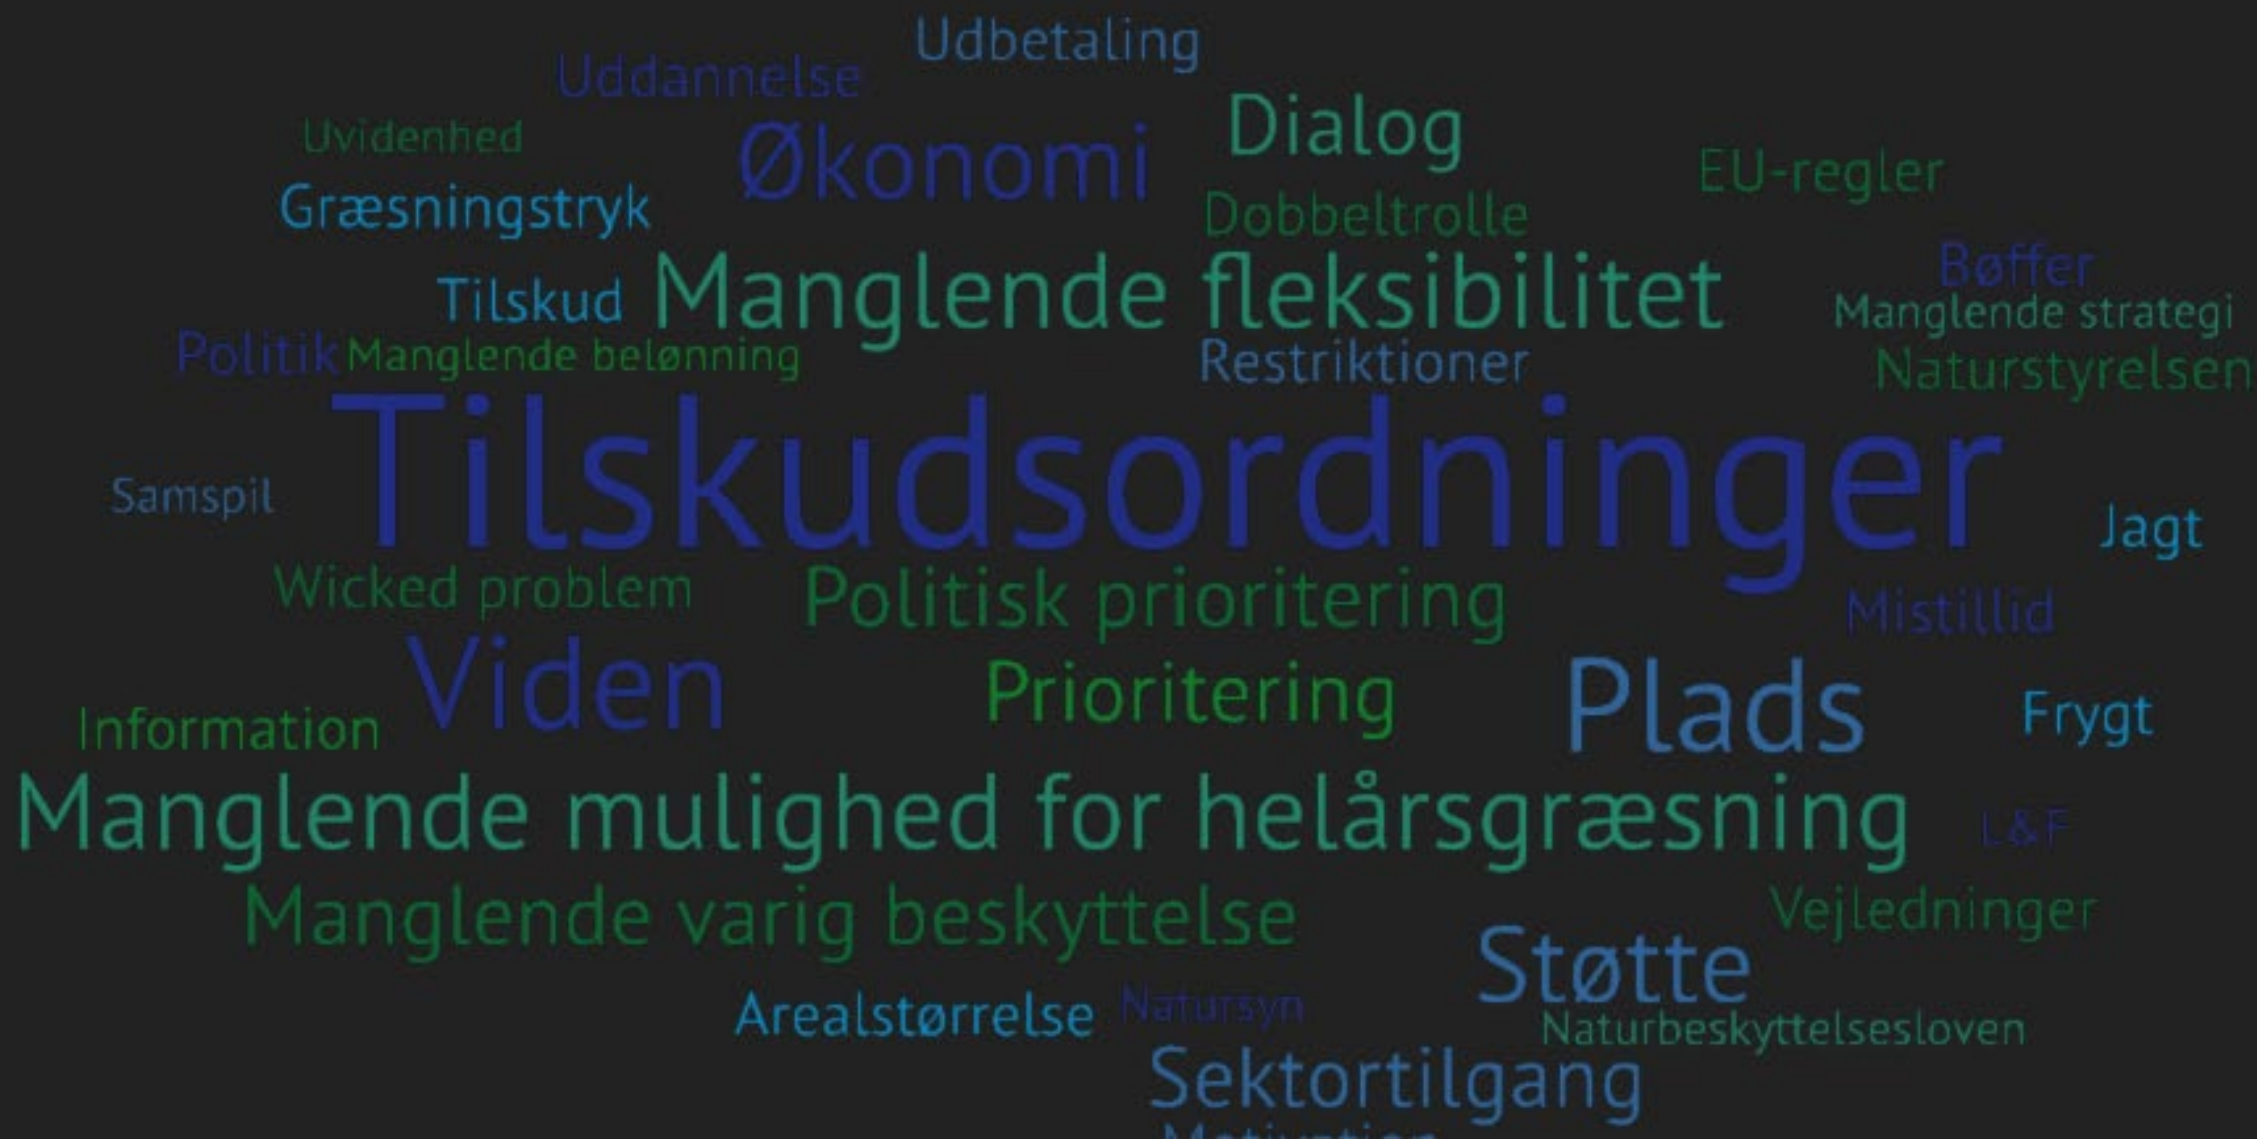 Udbetaling
Uddannelse
Dialog
Uvidenhed
Økonomi
EU-regler
Græsningstryk
Dobbeltrolle
Bøffer
Tilskud
Manglende fleksibilitet
Manglende strategi
Politik
Manglende belønning
Restriktioner
Naturstyrelsen
Tilskudsordninger
Samspil
Jagt
Wicked problem
Politisk prioritering
Mistillid
Viden
Prioritering
Plads
Frygt
Information
Manglende mulighed for helårsgræsning
L&F
Manglende varig beskyttelse
Vejledninger
Støtte
Arealstørrelse
Natursyn
Naturbeskyttelsesloven
Sektortilgang